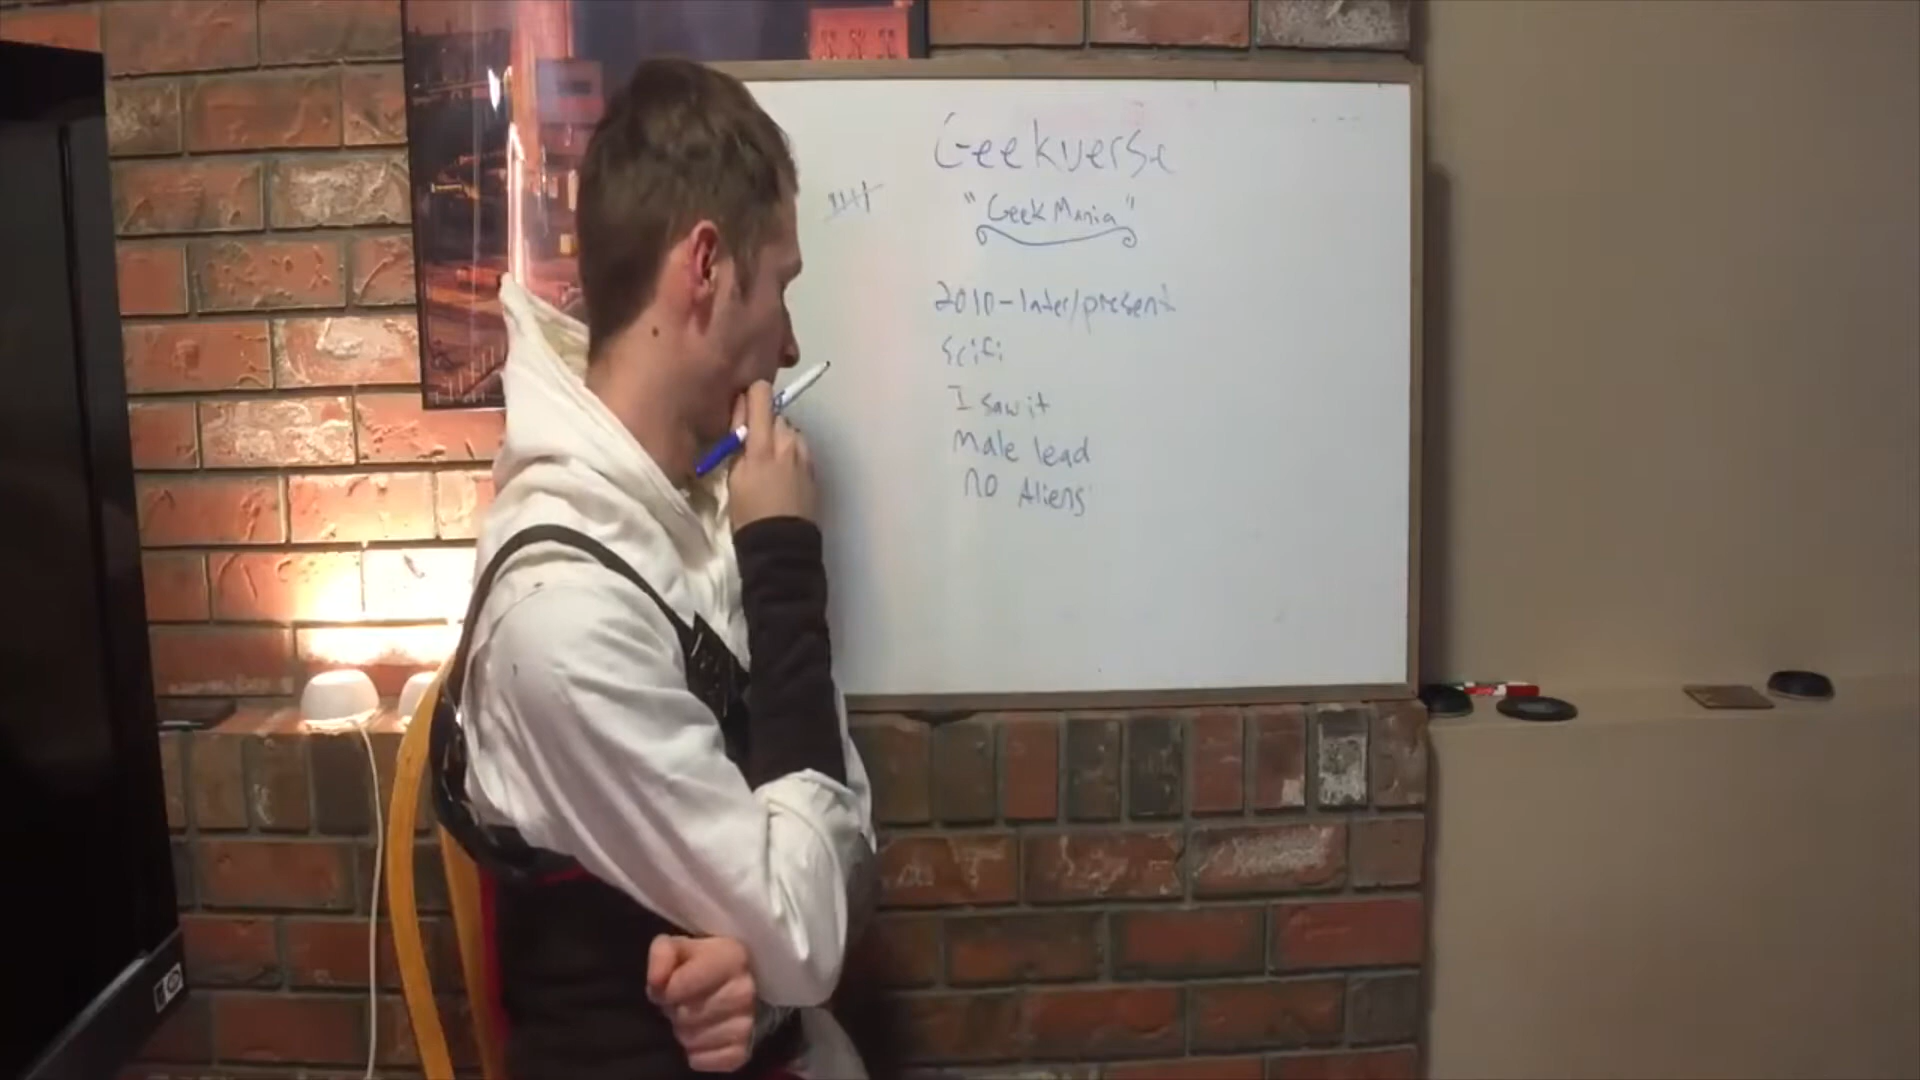 Geekverse
"Geek Mania"
2010-later/present
scifi
I saw it
Male lead
no Aliens